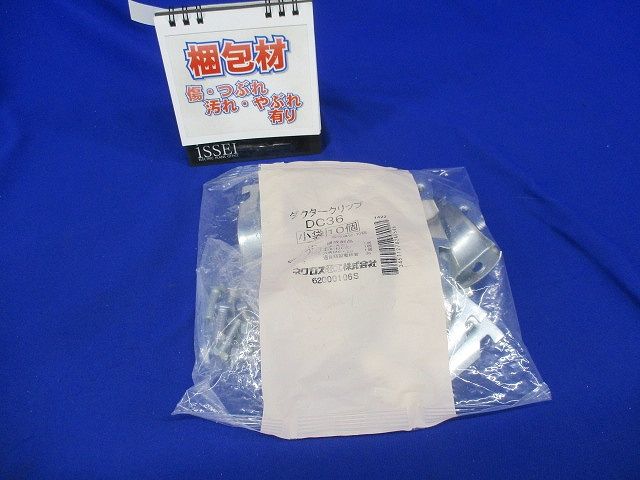 梱包材
傷・つぶれ
汚れ・やぶれ
有り
ISSEI
ダクタークリップ
DC36
小袋10個
1422
ネグロス電工株式会社
62000106S